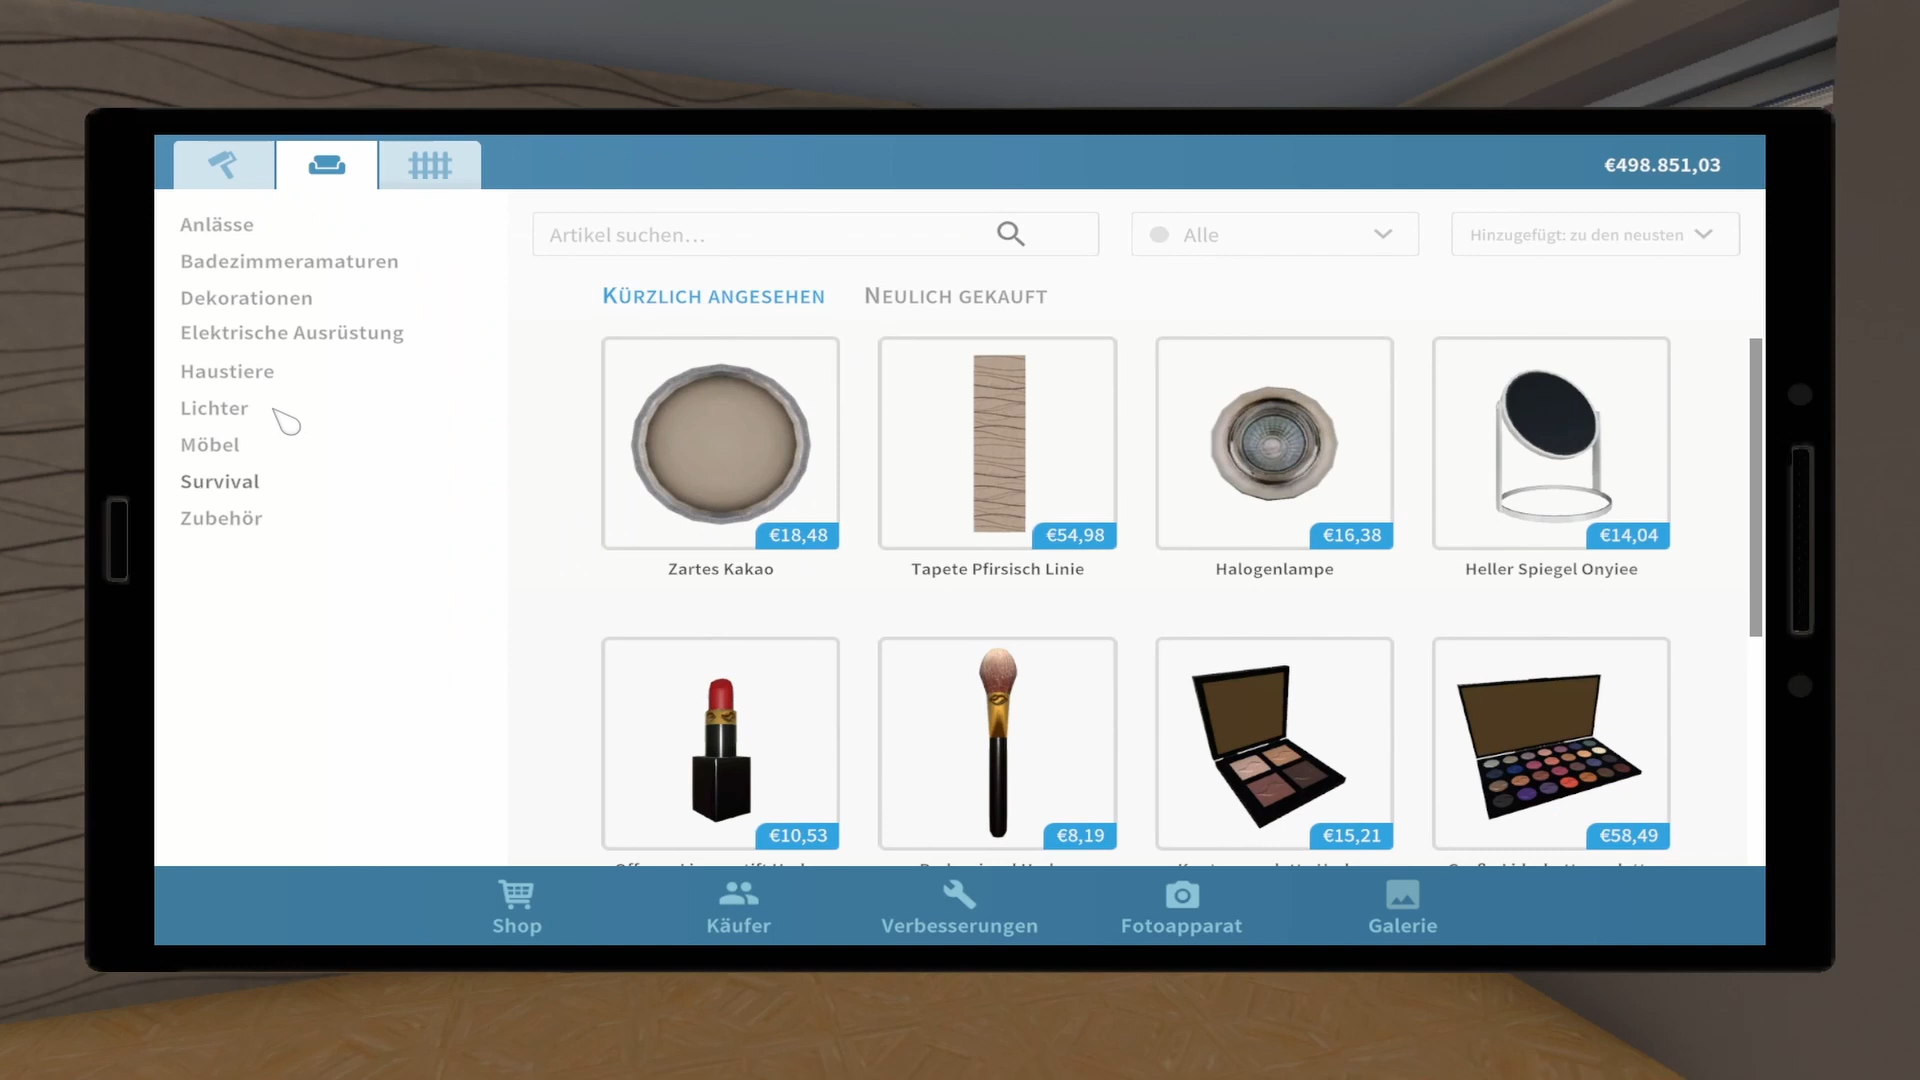 €498.851,03
Anlässe
Badezimmeramaturen
Dekorationen
Elektrische Ausrüstung
Haustiere
Lichter
Möbel
Survival
Zubehör
Artikel suchen...
Alle
Hinzugefügt: zu den neusten
KÜRZLICH ANGESEHEN
NEULICH GEKAUFT
€18,48
€54,98
€16,38
€14,04
Zartes Kakao
Tapete Pfirsisch Linie
Halogenlampe
Heller Spiegel Onyiee
€10,53
€8,19
€15,21
€58,49
Shop
Käufer
Verbesserungen
Fotoapparat
Galerie